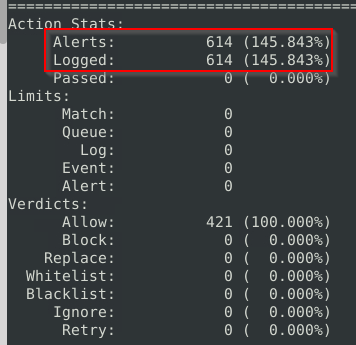 ===========================================
Action Stats:
     Alerts:          614 (145.843%)
     Logged:          614 (145.843%)
     Passed:            0 (  0.000%)
Limits:
      Match:            0
      Queue:            0
        Log:            0
      Event:            0
      Alert:            0
Verdicts:
      Allow:          421 (100.000%)
      Block:            0 (  0.000%)
    Replace:            0 (  0.000%)
  Whitelist:            0 (  0.000%)
  Blacklist:            0 (  0.000%)
     Ignore:            0 (  0.000%)
      Retry:            0 (  0.000%)